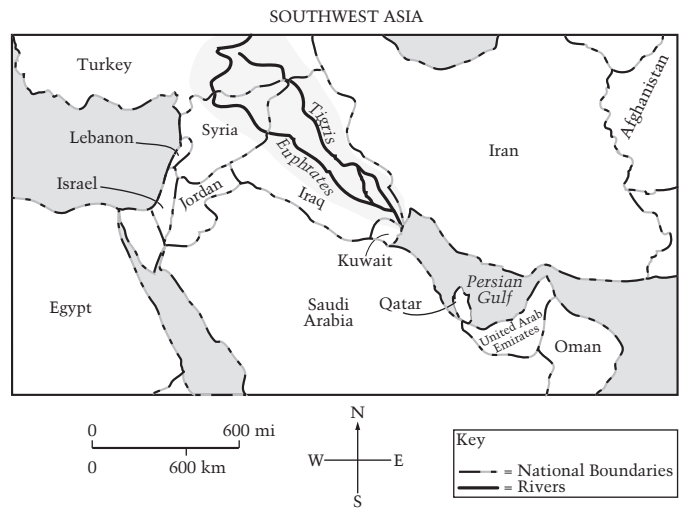 SOUTHWEST ASIA
Turkey
Afghanistan
Lebanon
Syria
Tigris
Iran
Israel
Jordan
Euphrates
Iraq
Kuwait
Egypt
Saudi
Arabia
Qatar
Persian
Gulf
United Arab
Emirates
Oman
0
600 mi
0
600 km
N
W
E
S
Key
= National Boundaries
= Rivers